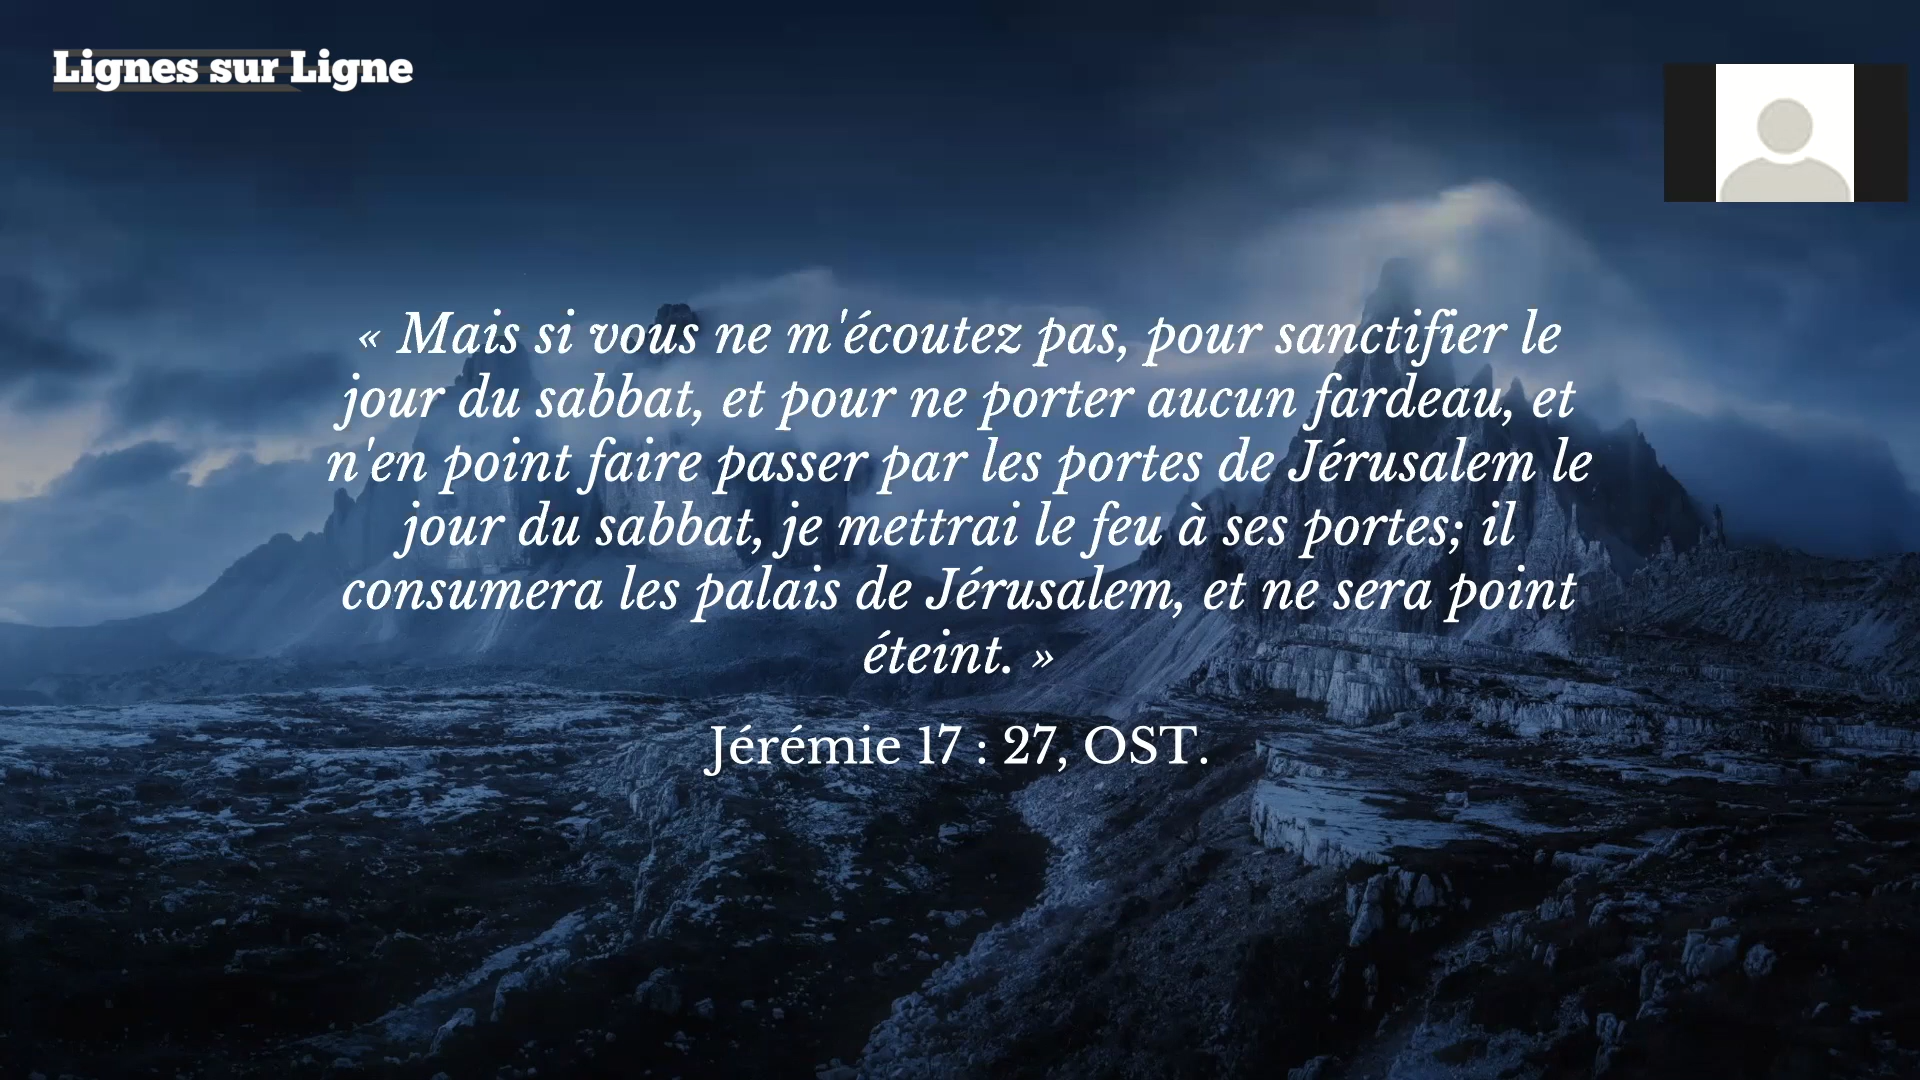 Lignes sur Ligne
« Mais si vous ne m'écoutez pas, pour sanctifier le
jour du sabbat, et pour ne porter aucun fardeau, et
n'en point faire passer par les portes de Jérusalem le
jour du sabbat, je mettrai le feu à ses portes; il
consumera les palais de Jérusalem, et ne sera point
éteint. »
Jérémie 17 : 27, OST.